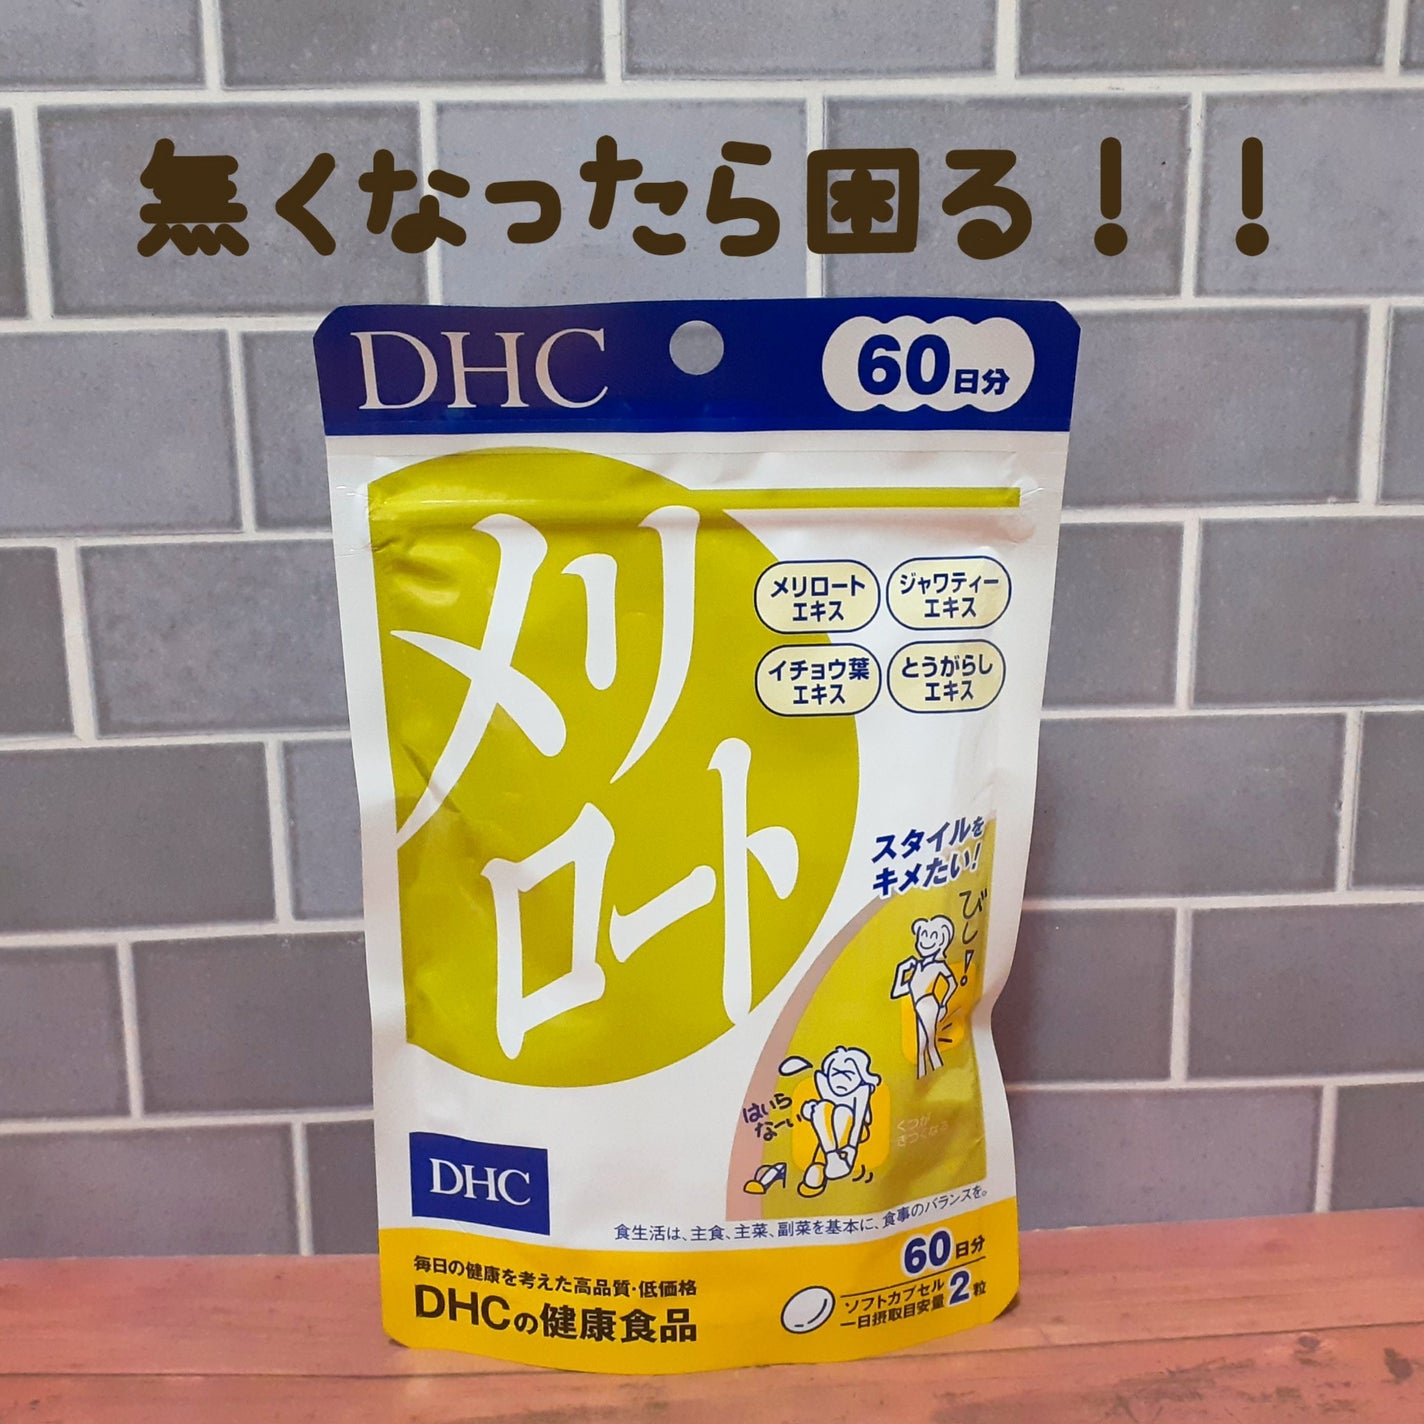 無くなったら困る！！
DHC
60日分
メリロート
メリロート
エキス
ジャワティー
エキス
イチョウ葉
エキス
とうがらし
エキス
スタイルを
キメたい!
びし!
はいら
なーい
くつが
きつくなる
DHC
食生活は、主食、主菜、副菜を基本に、食事のバランスを。
毎日の健康を考えた高品質・低価格
DHCの健康食品
60日分
ソフトカプセル
一日摂取目安量2粒